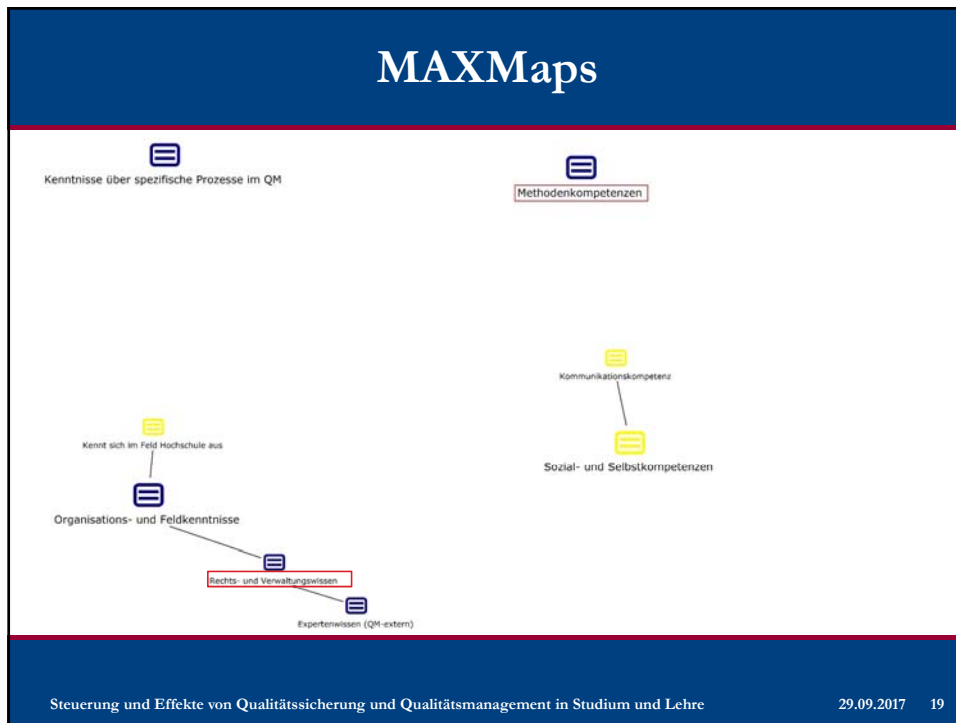 MAXMaps
Kenntnisse über spezifische Prozesse im QM
Methodenkompetenzen
Kommunikationskompetenz
Kennt sich im Feld Hochschule aus
Sozial- und Selbstkompetenzen
Organisations- und Feldkenntnisse
Rechts- und Verwaltungswissen
Expertenwissen (QM-extern)
Steuerung und Effekte von Qualitätssicherung und Qualitätsmanagement in Studium und Lehre 29.09.2017 19